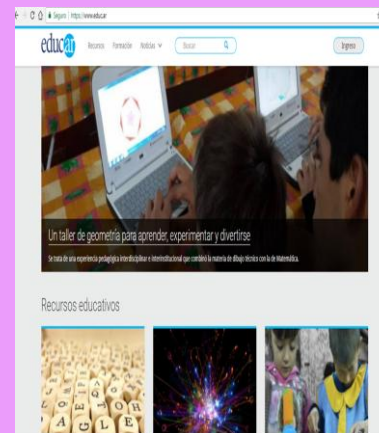 Seguro | https://www.educ.ar
educar
Recursos Formación Noticias Buscar Ingreso
Un taller de geometría para aprender, experimentar y divertirse
Se trata de una experiencia pedagógica interdisciplinar e interinstitucional que combinó la materia de dibujo técnico con la de Matemática.
Recursos educativos